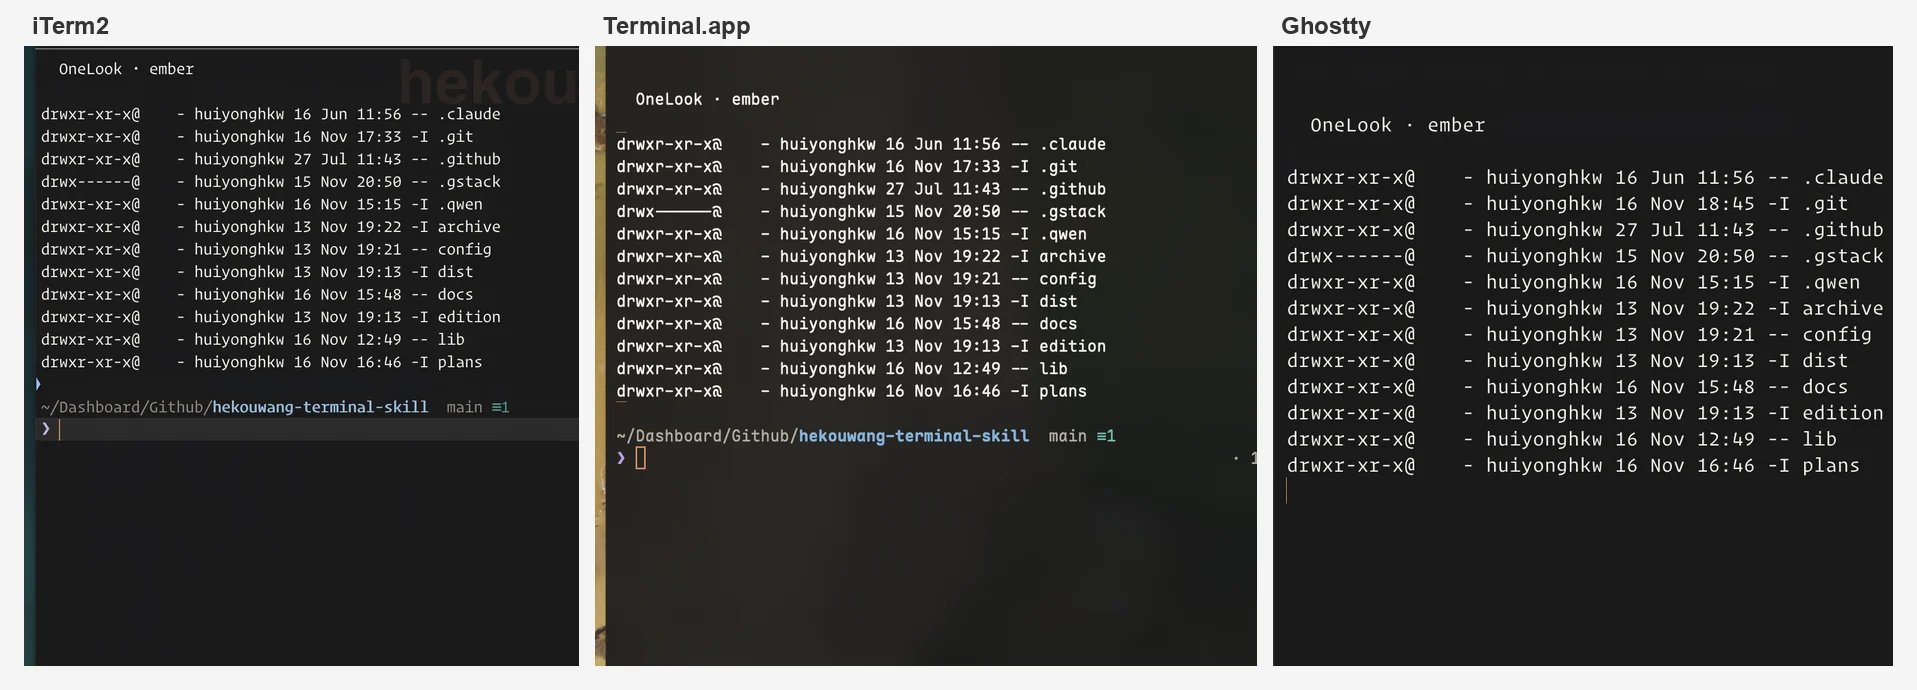 iTerm2
hekou
OneLook · ember
drwxr-xr-x@    - huiyonghkw 16 Jun 11:56 -- .claude
drwxr-xr-x@    - huiyonghkw 16 Nov 17:33 -I .git
drwxr-xr-x@    - huiyonghkw 27 Jul 11:43 -- .github
drwx------@    - huiyonghkw 15 Nov 20:50 -- .gstack
drwxr-xr-x@    - huiyonghkw 16 Nov 15:15 -I .qwen
drwxr-xr-x@    - huiyonghkw 13 Nov 19:22 -I archive
drwxr-xr-x@    - huiyonghkw 13 Nov 19:21 -- config
drwxr-xr-x@    - huiyonghkw 13 Nov 19:13 -I dist
drwxr-xr-x@    - huiyonghkw 16 Nov 15:48 -- docs
drwxr-xr-x@    - huiyonghkw 13 Nov 19:13 -I edition
drwxr-xr-x@    - huiyonghkw 16 Nov 12:49 -- lib
drwxr-xr-x@    - huiyonghkw 16 Nov 16:46 -I plans
~/Dashboard/Github/hekouwang-terminal-skill  main ≡1
❯
Terminal.app
OneLook · ember
drwxr-xr-x@    - huiyonghkw 16 Jun 11:56 -- .claude
drwxr-xr-x@    - huiyonghkw 16 Nov 17:33 -I .git
drwxr-xr-x@    - huiyonghkw 27 Jul 11:43 -- .github
drwx------@    - huiyonghkw 15 Nov 20:50 -- .gstack
drwxr-xr-x@    - huiyonghkw 16 Nov 15:15 -I .qwen
drwxr-xr-x@    - huiyonghkw 13 Nov 19:22 -I archive
drwxr-xr-x@    - huiyonghkw 13 Nov 19:21 -- config
drwxr-xr-x@    - huiyonghkw 13 Nov 19:13 -I dist
drwxr-xr-x@    - huiyonghkw 16 Nov 15:48 -- docs
drwxr-xr-x@    - huiyonghkw 13 Nov 19:13 -I edition
drwxr-xr-x@    - huiyonghkw 16 Nov 12:49 -- lib
drwxr-xr-x@    - huiyonghkw 16 Nov 16:46 -I plans
~/Dashboard/Github/hekouwang-terminal-skill  main ≡1
❯ · 1
Ghostty
OneLook · ember
drwxr-xr-x@    - huiyonghkw 16 Jun 11:56 -- .claude
drwxr-xr-x@    - huiyonghkw 16 Nov 18:45 -I .git
drwxr-xr-x@    - huiyonghkw 27 Jul 11:43 -- .github
drwx------@    - huiyonghkw 15 Nov 20:50 -- .gstack
drwxr-xr-x@    - huiyonghkw 16 Nov 15:15 -I .qwen
drwxr-xr-x@    - huiyonghkw 13 Nov 19:22 -I archive
drwxr-xr-x@    - huiyonghkw 13 Nov 19:21 -- config
drwxr-xr-x@    - huiyonghkw 13 Nov 19:13 -I dist
drwxr-xr-x@    - huiyonghkw 16 Nov 15:48 -- docs
drwxr-xr-x@    - huiyonghkw 13 Nov 19:13 -I edition
drwxr-xr-x@    - huiyonghkw 16 Nov 12:49 -- lib
drwxr-xr-x@    - huiyonghkw 16 Nov 16:46 -I plans